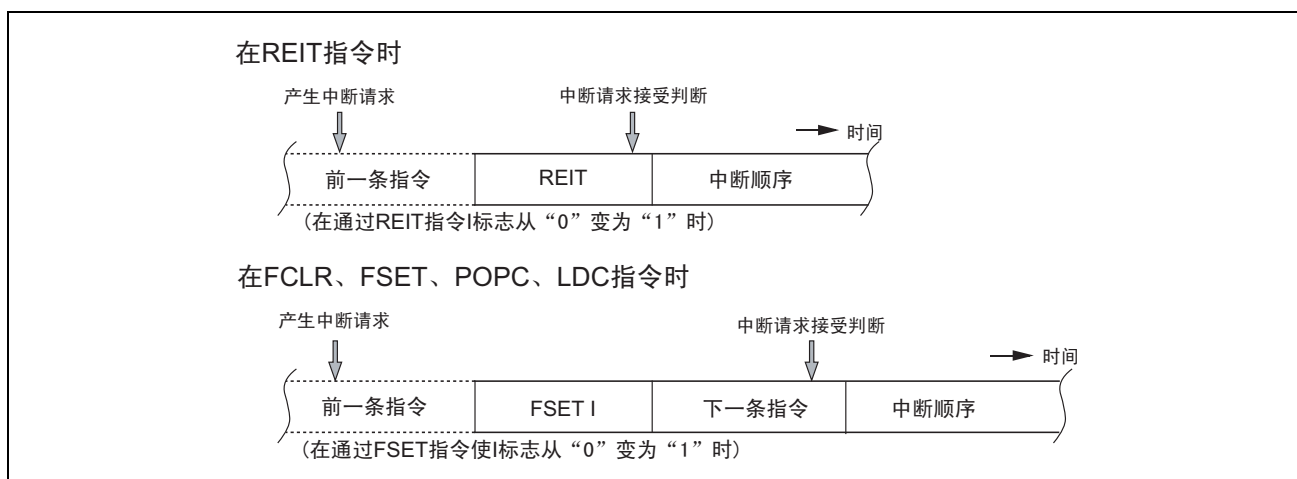 在REIT指令时
产生中断请求 中断请求接受判断
时间
前一条指令 REIT 中断顺序
(在通过REIT指令I标志从“0”变为“1”时)
在FCLR、FSET、POPC、LDC指令时
产生中断请求 中断请求接受判断
时间
前一条指令 FSET I 下一条指令 中断顺序
(在通过FSET指令使I标志从“0”变为“1”时)